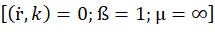 [(ṙ, k) = 0; ß = 1; µ = ∞]